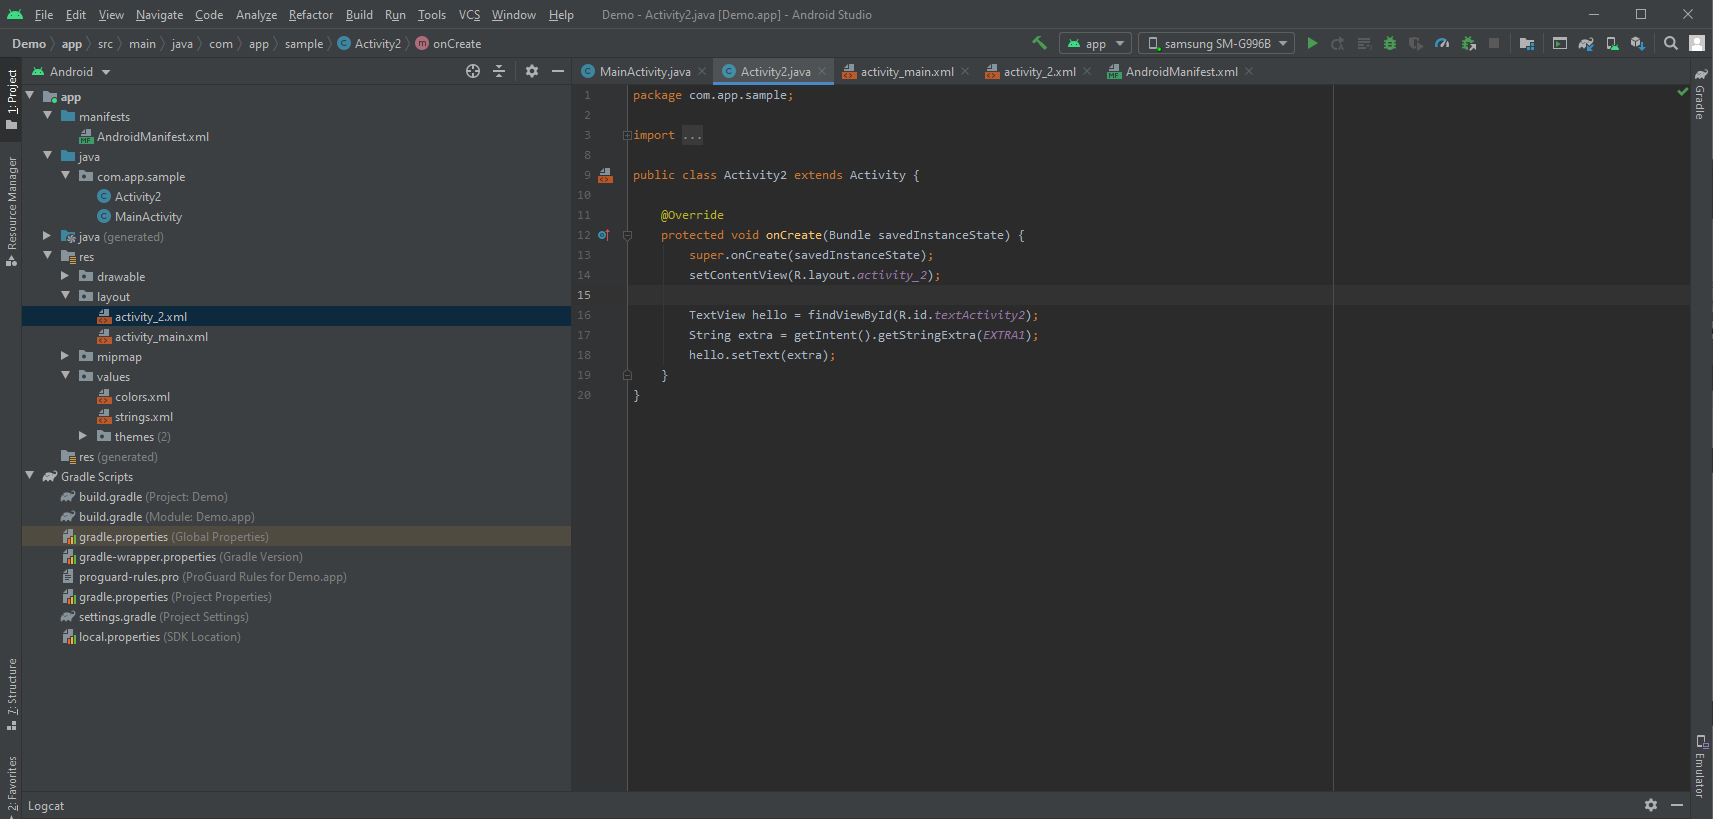 File Edit View Navigate Code Analyze Refactor Build Run Tools VCS Window Help Demo - Activity2.java [Demo.app] - Android Studio
Demo app src main java com app sample Activity2 onCreate app samsung SM-G996B
Android MainActivity.java Activity2.java activity_main.xml activity_2.xml AndroidManifest.xml
1: Project
Resource Manager
7: Structure
2: Favorites
app
manifests
AndroidManifest.xml
java
com.app.sample
Activity2
MainActivity
java (generated)
res
drawable
layout
activity_2.xml
activity_main.xml
mipmap
values
colors.xml
strings.xml
themes (2)
res (generated)
Gradle Scripts
build.gradle (Project: Demo)
build.gradle (Module: Demo.app)
gradle.properties (Global Properties)
gradle-wrapper.properties (Gradle Version)
proguard-rules.pro (ProGuard Rules for Demo.app)
gradle.properties (Project Properties)
settings.gradle (Project Settings)
local.properties (SDK Location)
1 package com.app.sample;
2
3 import ...
8
9 public class Activity2 extends Activity {
10
11 @Override
12 protected void onCreate(Bundle savedInstanceState) {
13 super.onCreate(savedInstanceState);
14 setContentView(R.layout.activity_2);
15
16 TextView hello = findViewById(R.id.textActivity2);
17 String extra = getIntent().getStringExtra(EXTRA1);
18 hello.setText(extra);
19 }
20 }
Gradle
Emulator
Logcat